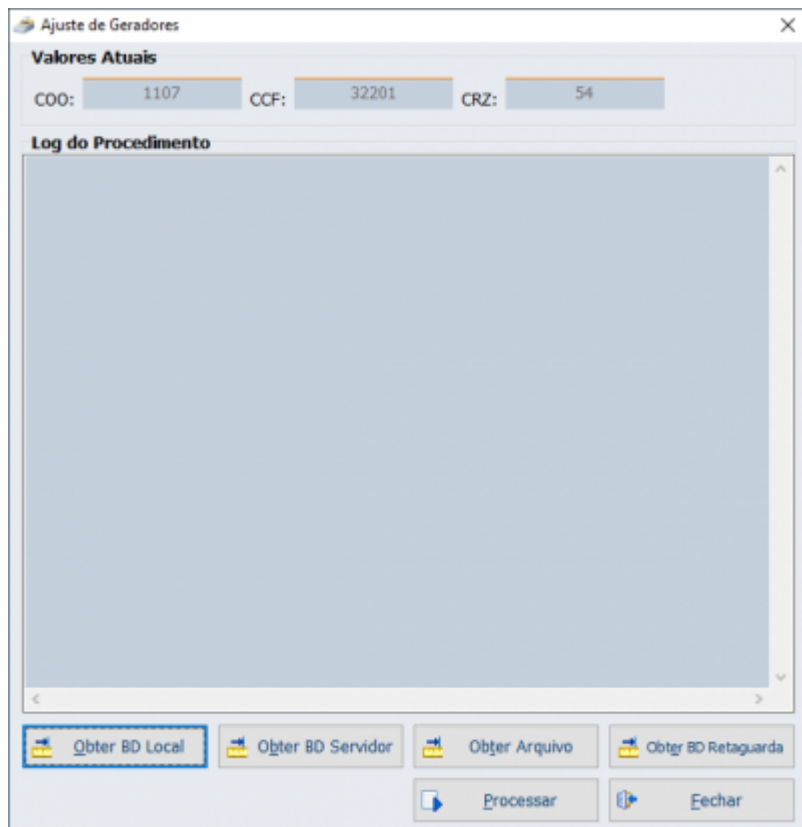 Ajuste de Geradores
Valores Atuais
COO: 1107 CCF: 32201 CRZ: 54
Log do Procedimento
Obter BD Local Obter BD Servidor Obter Arquivo Obter BD Retaguarda
Processar Fechar